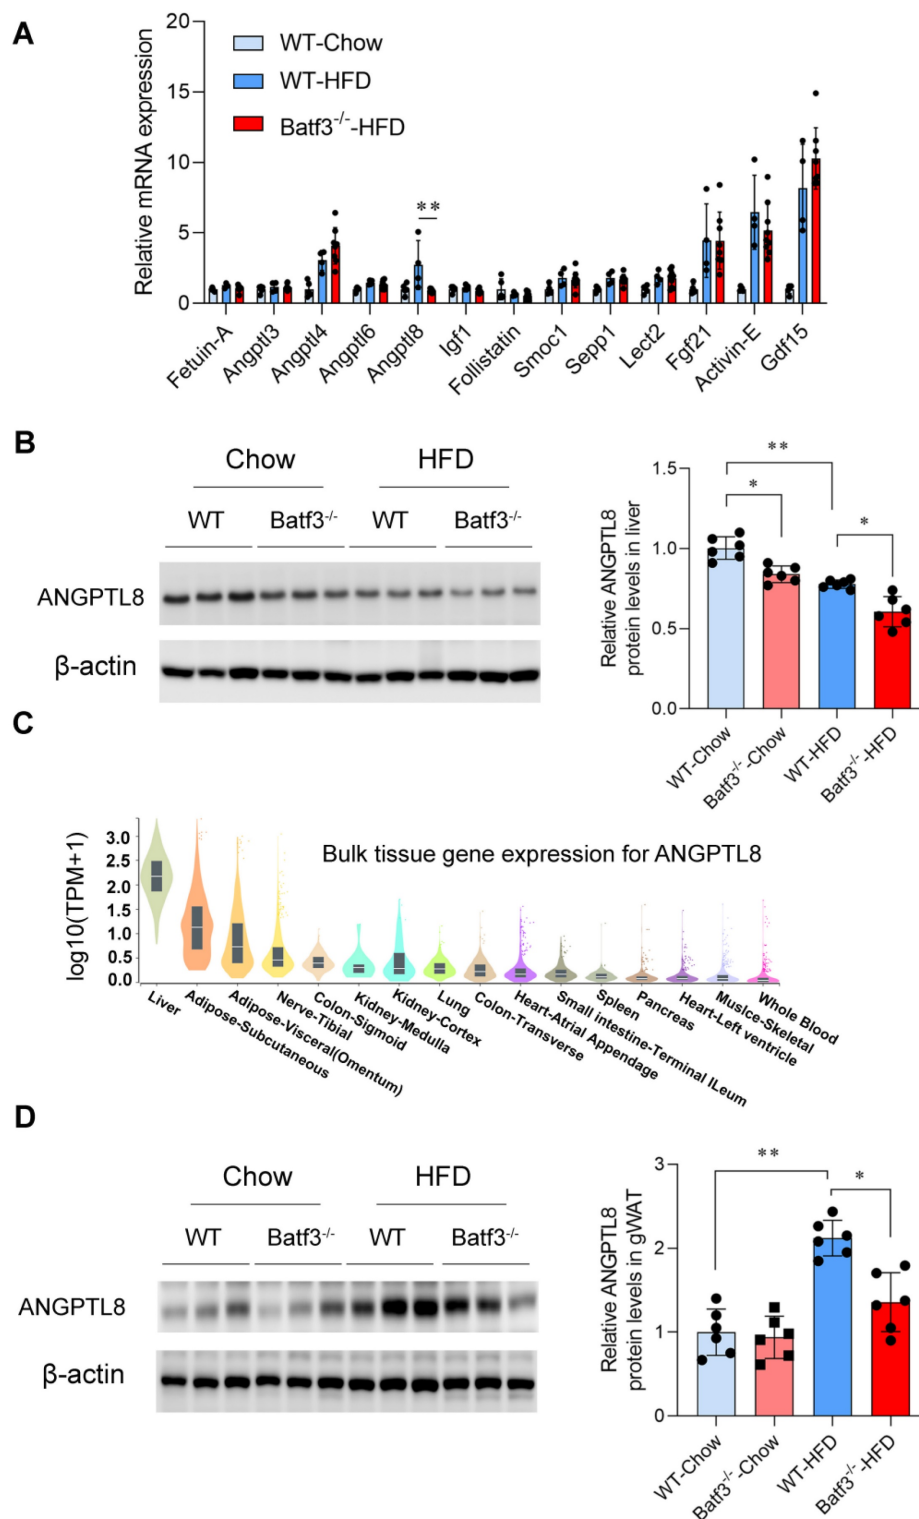 A
20
15
10
5
0
Relative mRNA expression
WT-Chow
WT-HFD
Batf3-/--HFD
**
Fetuin-A
Angptl3
Angptl4
Angptl6
Angptl8
Igf1
Follistatin
Smoc1
Sepp1
Lect2
Fgf21
Activin-E
Gdf15
B
Chow
HFD
WT
Batf3-/-
WT
Batf3-/-
ANGPTL8
β-actin
Relative ANGPTL8
protein levels in liver
1.5
1.0
0.5
0.0
**
*
*
WT-Chow
Batf3-/--Chow
WT-HFD
Batf3-/--HFD
C
Bulk tissue gene expression for ANGPTL8
log10(TPM+1)
3.0
2.5
2.0
1.5
1.0
0.5
0.0
Liver
Adipose-Subcutaneous
Adipose-Visceral(Omentum)
Nerve-Tibial
Colon-Sigmoid
Kidney-Medulla
Kidney-Cortex
Lung
Colon-Transverse
Heart-Atrial Appendage
Small intestine-Terminal ILeum
Spleen
Pancreas
Heart-Left ventricle
Muslce-Skeletal
Whole Blood
D
Chow
HFD
WT
Batf3-/-
WT
Batf3-/-
ANGPTL8
β-actin
Relative ANGPTL8
protein levels in gWAT
3
2
1
0
**
*
WT-Chow
Batf3-/--Chow
WT-HFD
Batf3-/--HFD